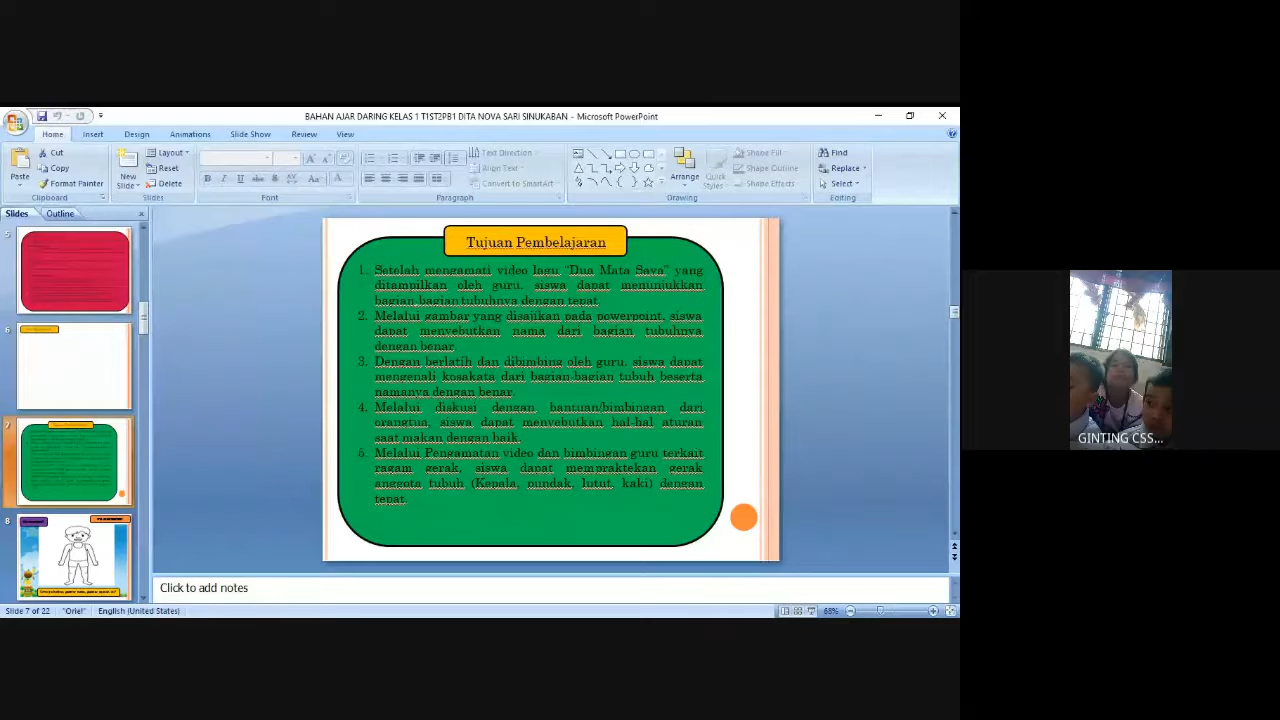 BAHAN AJAR DARING KELAS 1 T1ST2PB1 DITA NOVA SARI SINUKABAN - Microsoft PowerPoint
Home Insert Design Animations Slide Show Review View
Paste
Cut
Copy
Format Painter
Clipboard
New Slide
Layout
Reset
Delete
Slides
Font
Text Direction
Align Text
Convert to SmartArt
Paragraph
Arrange
Quick Styles
Shape Fill
Shape Outline
Shape Effects
Drawing
Find
Replace
Select
Editing
Slides Outline
5
6
7
8
Tujuan Pembelajaran
1. Setelah mengamati video lagu "Dua Mata Saya" yang
ditampilkan oleh guru, siswa dapat menunjukkan
bagian-bagian tubuhnya dengan tepat.
2. Melalui gambar yang disajikan pada powerpoint, siswa
dapat menyebutkan nama dari bagian tubuhnya
dengan benar
3. Dengan berlatih dan dibimbing oleh guru, siswa dapat
mengenali kosakata dari bagian-bagian tubuh beserta
namanya dengan benar
4. Melalui diskusi dengan bantuan/bimbingan dari
orangtua, siswa dapat menyebutkan hal-hal aturan
saat makan dengan baik.
5. Melalui Pengamatan video dan bimbingan guru terkait
ragam gerak, siswa dapat mempraktekan gerak
anggota tubuh (Kepala, pundak, lutut, kaki) dengan
tepat.
Click to add notes
Slide 7 of 22 "Oriel" English (United States) 68%
GINTING CSS...